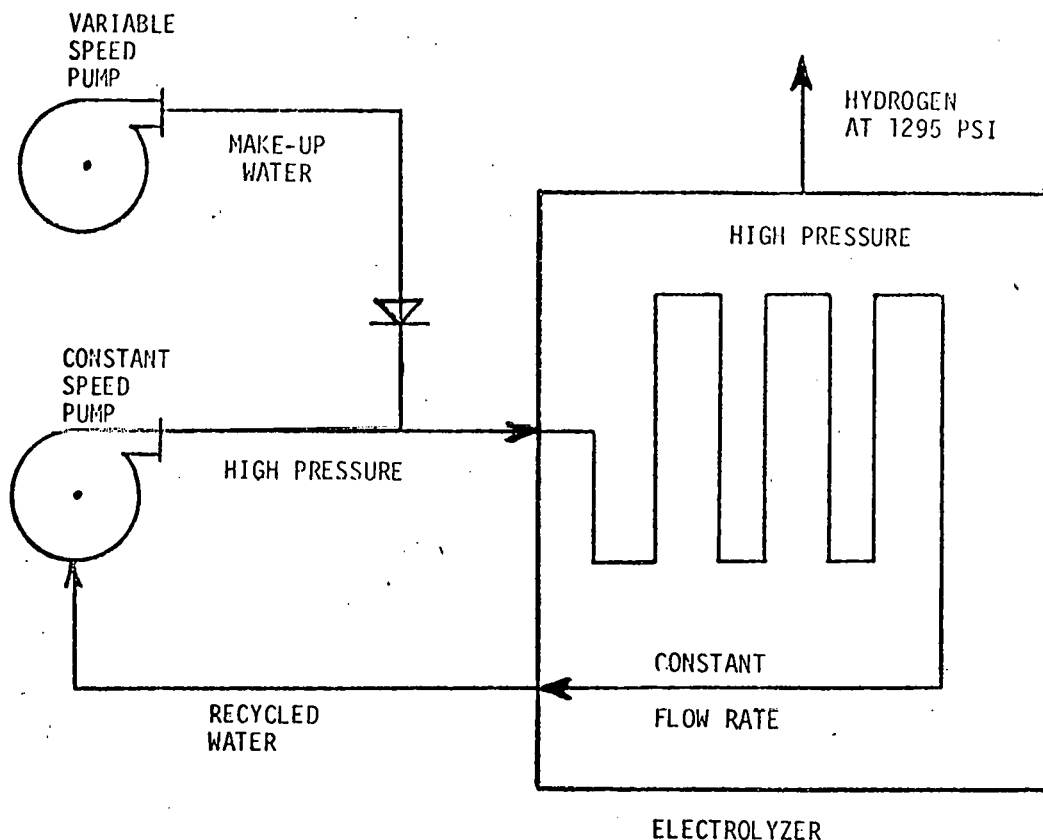 VARIABLE
SPEED
PUMP
MAKE-UP
WATER
HYDROGEN
AT 1295 PSI
HIGH PRESSURE
CONSTANT
SPEED
PUMP
HIGH PRESSURE
CONSTANT
FLOW RATE
RECYCLED
WATER
ELECTROLYZER